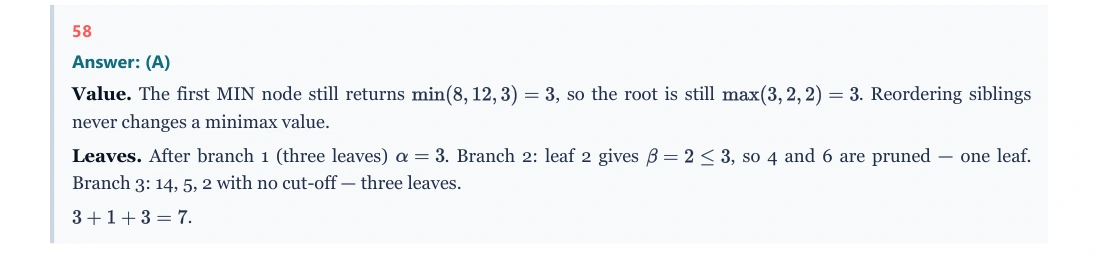 58
Answer: (A)
Value. The first MIN node still returns min(8, 12, 3) = 3, so the root is still max(3, 2, 2) = 3. Reordering siblings
never changes a minimax value.
Leaves. After branch 1 (three leaves) α = 3. Branch 2: leaf 2 gives β = 2 ≤ 3, so 4 and 6 are pruned — one leaf.
Branch 3: 14, 5, 2 with no cut-off — three leaves.
3 + 1 + 3 = 7.